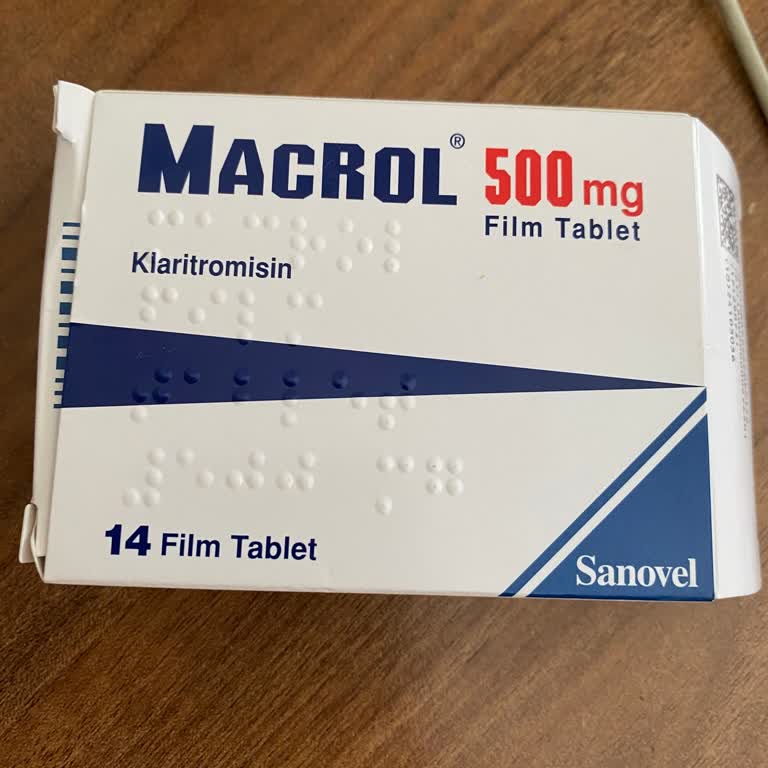 MACROL® 500 mg
Film Tablet
Klaritromisin
14 Film Tablet
Sanovel